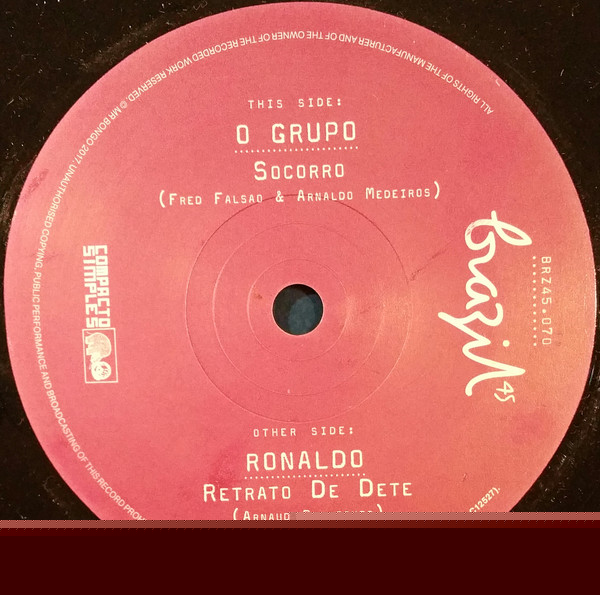 THIS SIDE:
O GRUPO
SOCORRO
(FRED FALSAO & ARNALDO MEDEIROS)
brazil 45
BRZ45.070
COMPACTO
SIMPLES
OTHER SIDE:
RONALDO
RETRATO DE DETE
(ARNAUD
ALL RIGHTS OF THE MANUFACTURER AND OF THE OWNER OF THE RECORDED WORK RESERVED. © MR BONGO 2017. UNAUTHORISED COPYING, PUBLIC PERFORMANCE AND BROADCASTING OF THIS RECORD